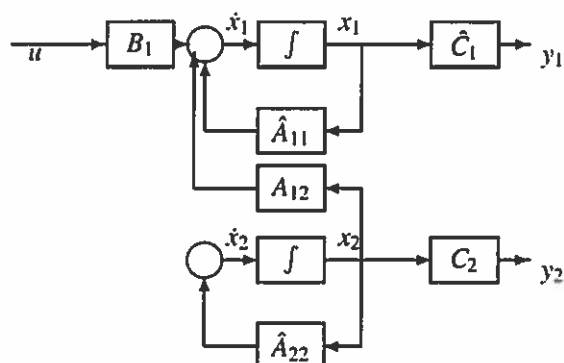 ẋ₁ x₁
u B₁ ∫ Ĉ₁ y₁
Â₁₁
A₁₂
ẋ₂ x₂
∫ C₂ y₂
Â₂₂